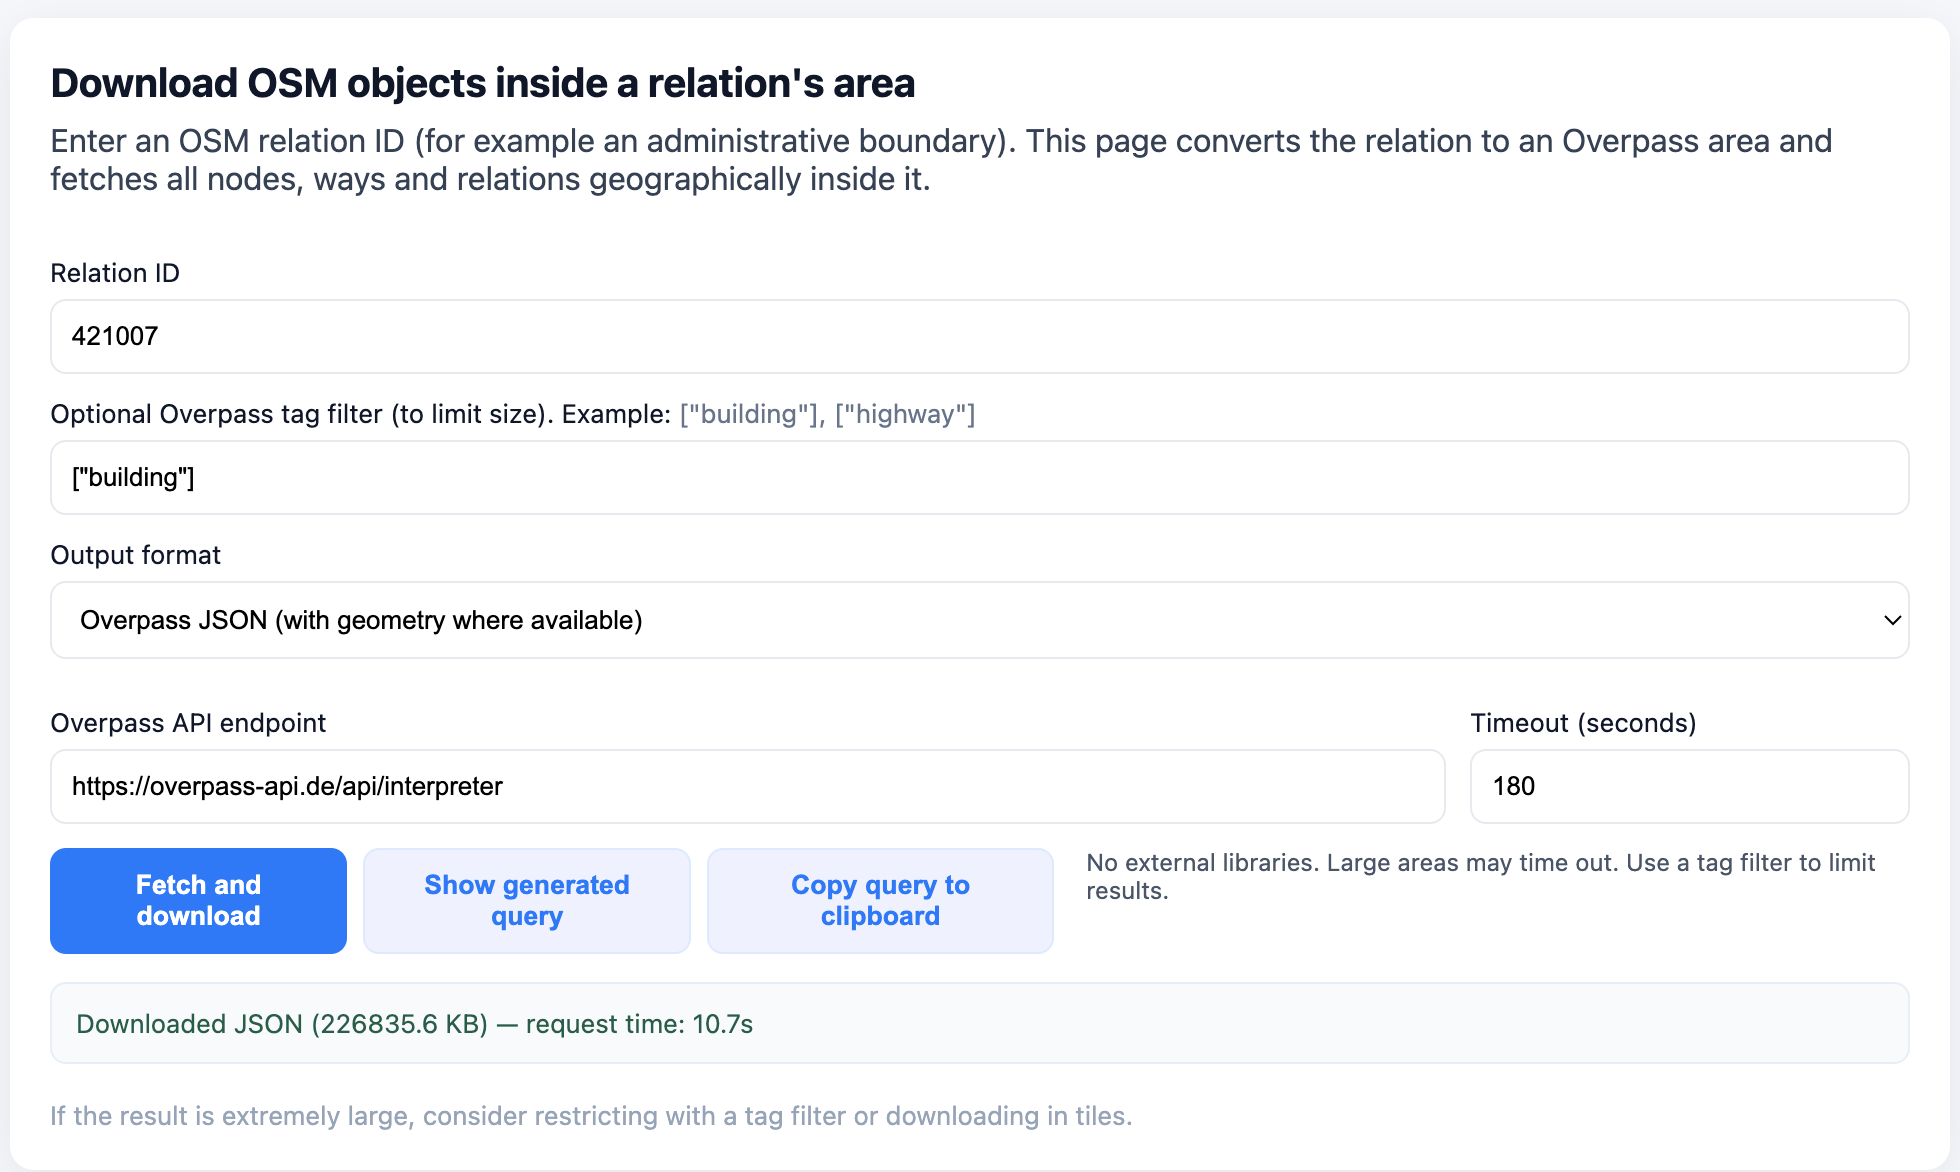 Download OSM objects inside a relation's area
Enter an OSM relation ID (for example an administrative boundary). This page converts the relation to an Overpass area and
fetches all nodes, ways and relations geographically inside it.
Relation ID
421007
Optional Overpass tag filter (to limit size). Example: ["building"], ["highway"]
["building"]
Output format
Overpass JSON (with geometry where available)
Overpass API endpoint
https://overpass-api.de/api/interpreter
Timeout (seconds)
180
Fetch and
download
Show generated
query
Copy query to
clipboard
No external libraries. Large areas may time out. Use a tag filter to limit
results.
Downloaded JSON (226835.6 KB) — request time: 10.7s
If the result is extremely large, consider restricting with a tag filter or downloading in tiles.